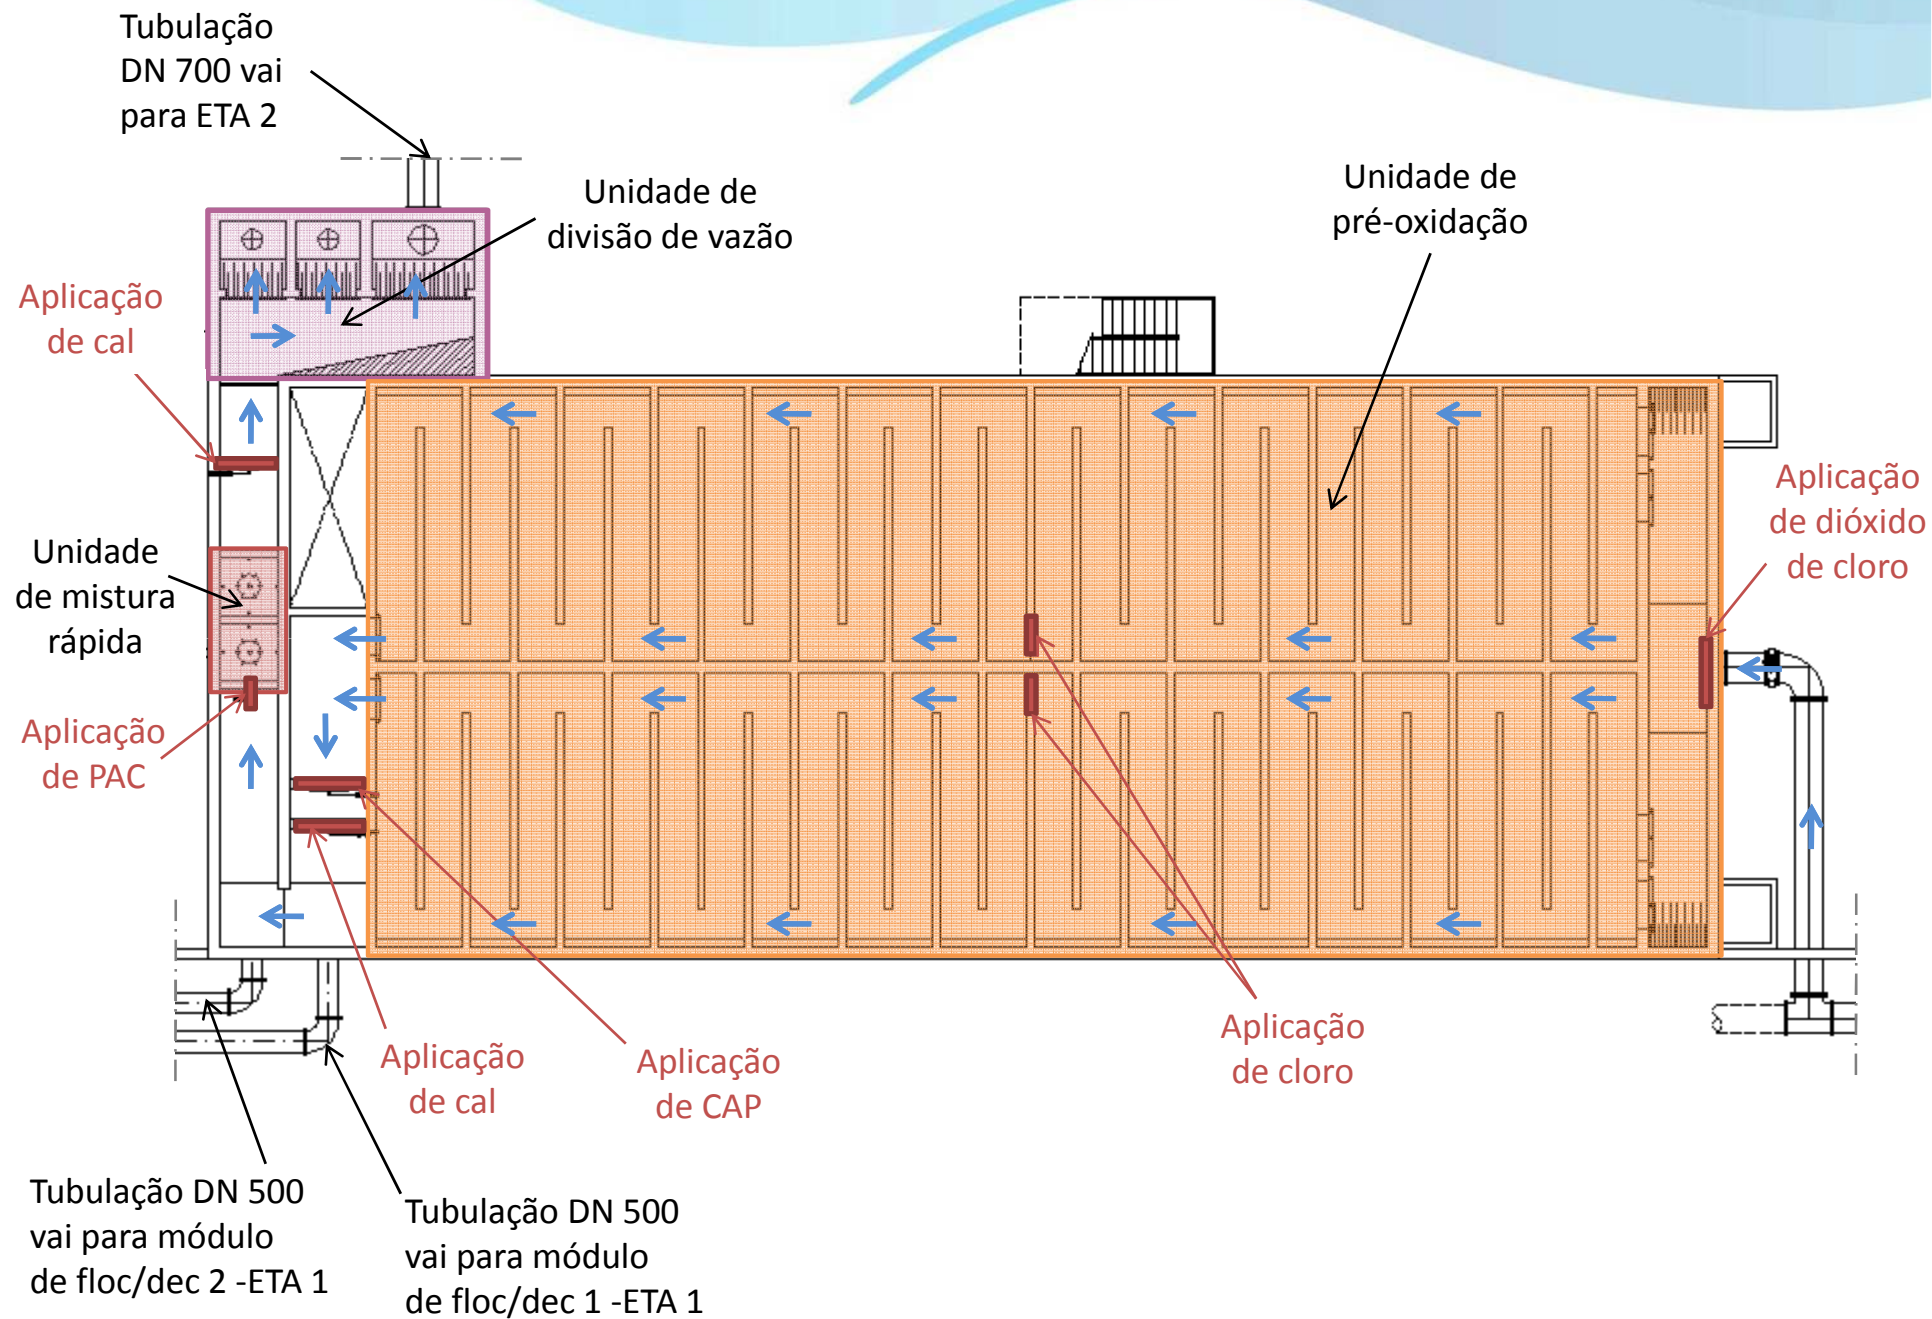 Tubulação
DN 700 vai
para ETA 2
Unidade de
divisão de vazão
Unidade de
pré-oxidação
Aplicação
de cal
Aplicação
de dióxido
de cloro
Unidade
de mistura
rápida
Aplicação
de PAC
Aplicação
de cal
Aplicação
de CAP
Aplicação
de cloro
Tubulação DN 500
vai para módulo
de floc/dec 2 -ETA 1
Tubulação DN 500
vai para módulo
de floc/dec 1 -ETA 1